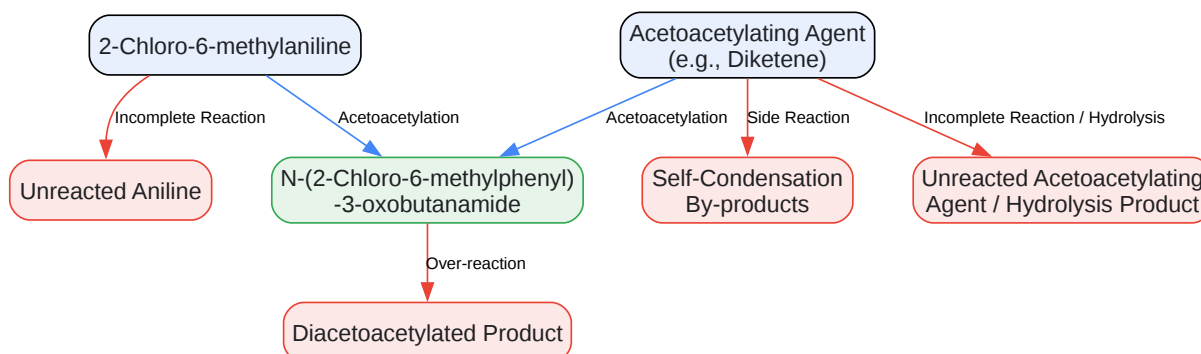 2-Chloro-6-methylaniline
Acetoacetylating Agent
(e.g., Diketene)
Incomplete Reaction
Acetoacetylation
Acetoacetylation
Side Reaction
Incomplete Reaction / Hydrolysis
Unreacted Aniline
N-(2-Chloro-6-methylphenyl)
-3-oxobutanamide
Self-Condensation
By-products
Unreacted Acetoacetylating
Agent / Hydrolysis Product
Over-reaction
Diacetoacetylated Product